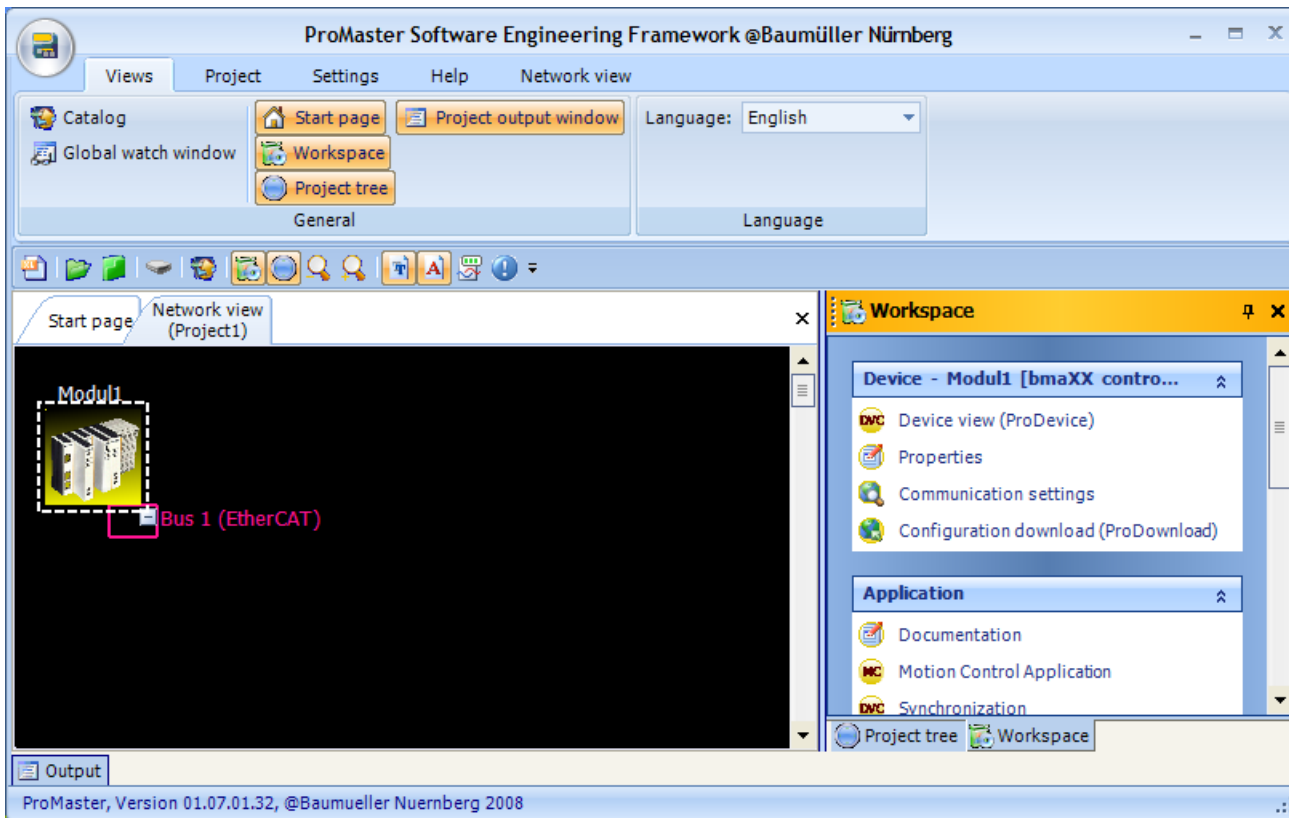 ProMaster Software Engineering Framework @Baumüller Nürnberg
Views Project Settings Help Network view
Catalog Start page Project output window Language: English
Global watch window Workspace
Project tree
General Language
Start page Network view (Project1)
Workspace
Modul1
Bus 1 (EtherCAT)
Device - Modul1 [bmaXX contro...
DVC Device view (ProDevice)
Properties
Communication settings
Configuration download (ProDownload)
Application
Documentation
MC Motion Control Application
DVC Synchronization
Project tree Workspace
Output
ProMaster, Version 01.07.01.32, @Baumueller Nuernberg 2008